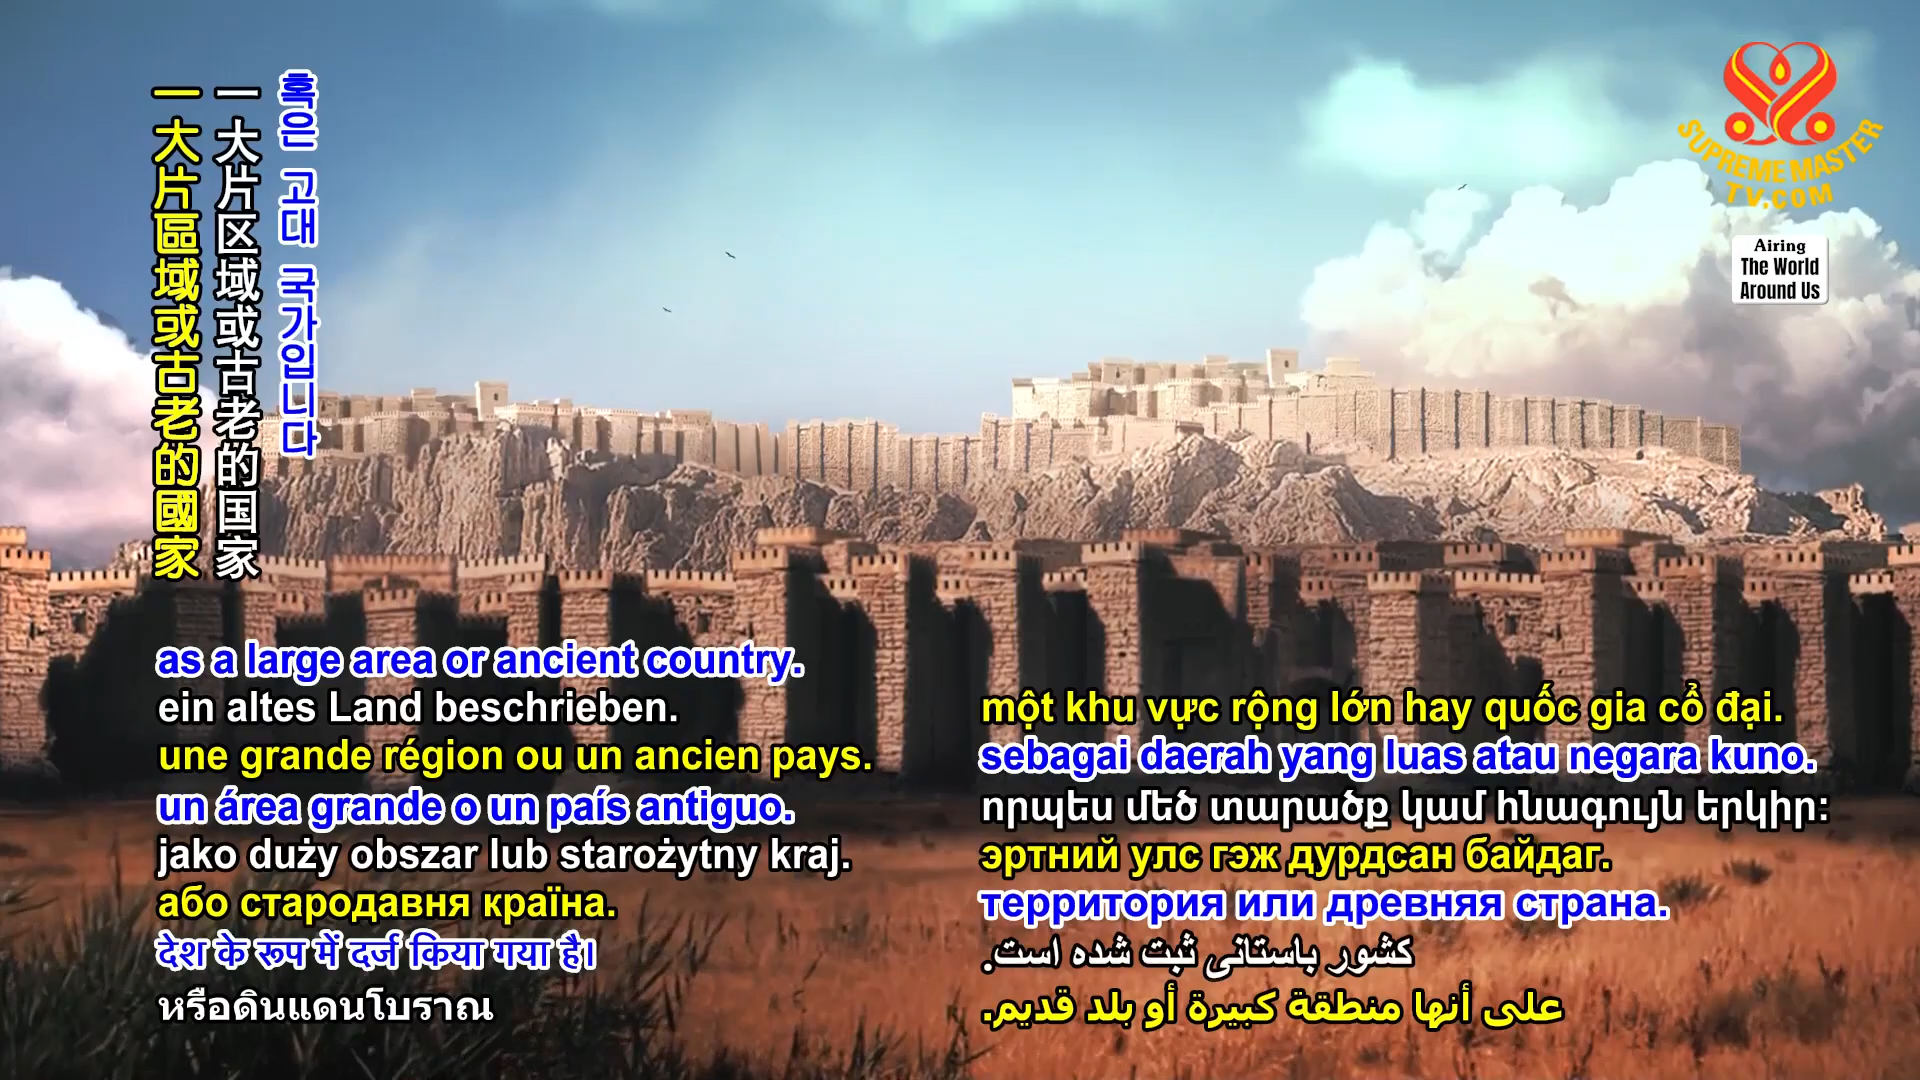 혹은 고대 국가입니다
一大片区域或古老的国家
一大片區域或古老的國家
SUPREME MASTER
TV.COM
Airing
The World
Around Us
as a large area or ancient country.
ein altes Land beschrieben.
une grande région ou un ancien pays.
un área grande o un país antiguo.
jako duży obszar lub starożytny kraj.
або стародавня країна.
देश के रूप में दर्ज किया गया है।
หรือดินแดนโบราณ
một khu vực rộng lớn hay quốc gia cổ đại.
sebagai daerah yang luas atau negara kuno.
որպես մեծ տարածք կամ հնագույն երկիր:
эртний улс гэж дурдсан байдаг.
территория или древняя страна.
کشور باستانی ثبت شده است.
على أنها منطقة كبيرة أو بلد قديم.